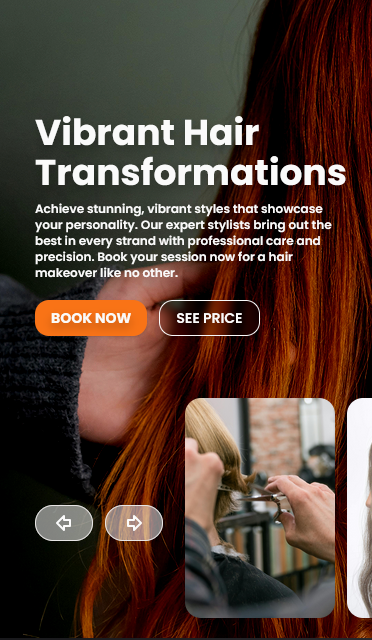 Vibrant Hair
Transformations
Achieve stunning, vibrant styles that showcase
your personality. Our expert stylists bring out the
best in every strand with professional care and
precision. Book your session now for a hair
makeover like no other.
BOOK NOW
SEE PRICE